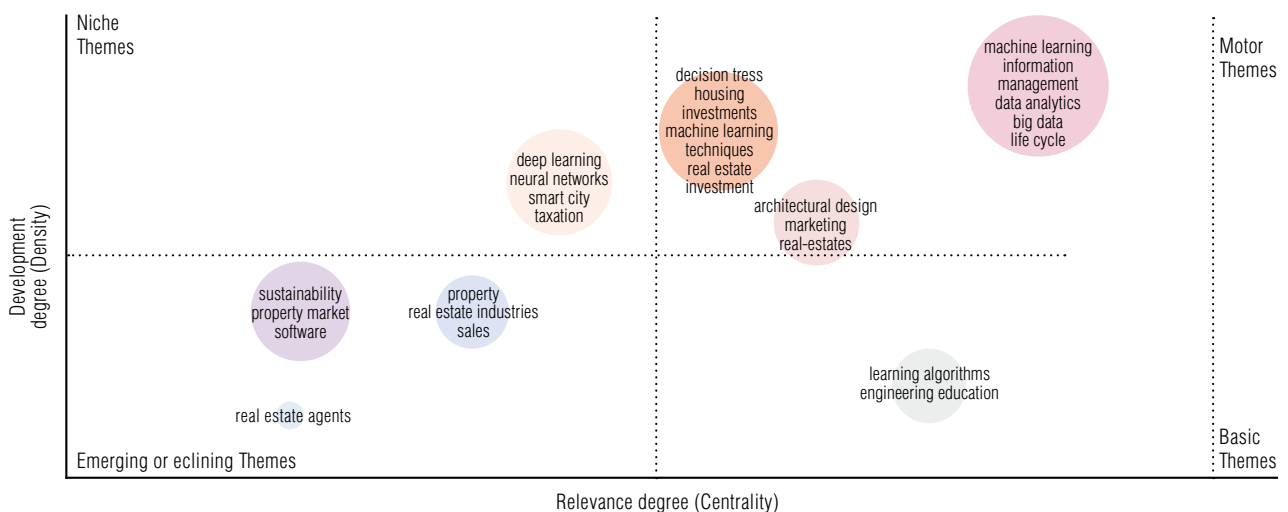 Niche
Themes
Motor
Themes
machine learning
information
management
data analytics
big data
life cycle
decision tress
housing
investments
machine learning
techniques
real estate
investment
deep learning
neural networks
smart city
taxation
architectural design
marketing
real-estates
Development
degree (Density)
sustainability
property market
software
property
real estate industries
sales
learning algorithms
engineering education
real estate agents
Emerging or eclining Themes
Basic
Themes
Relevance degree (Centrality)